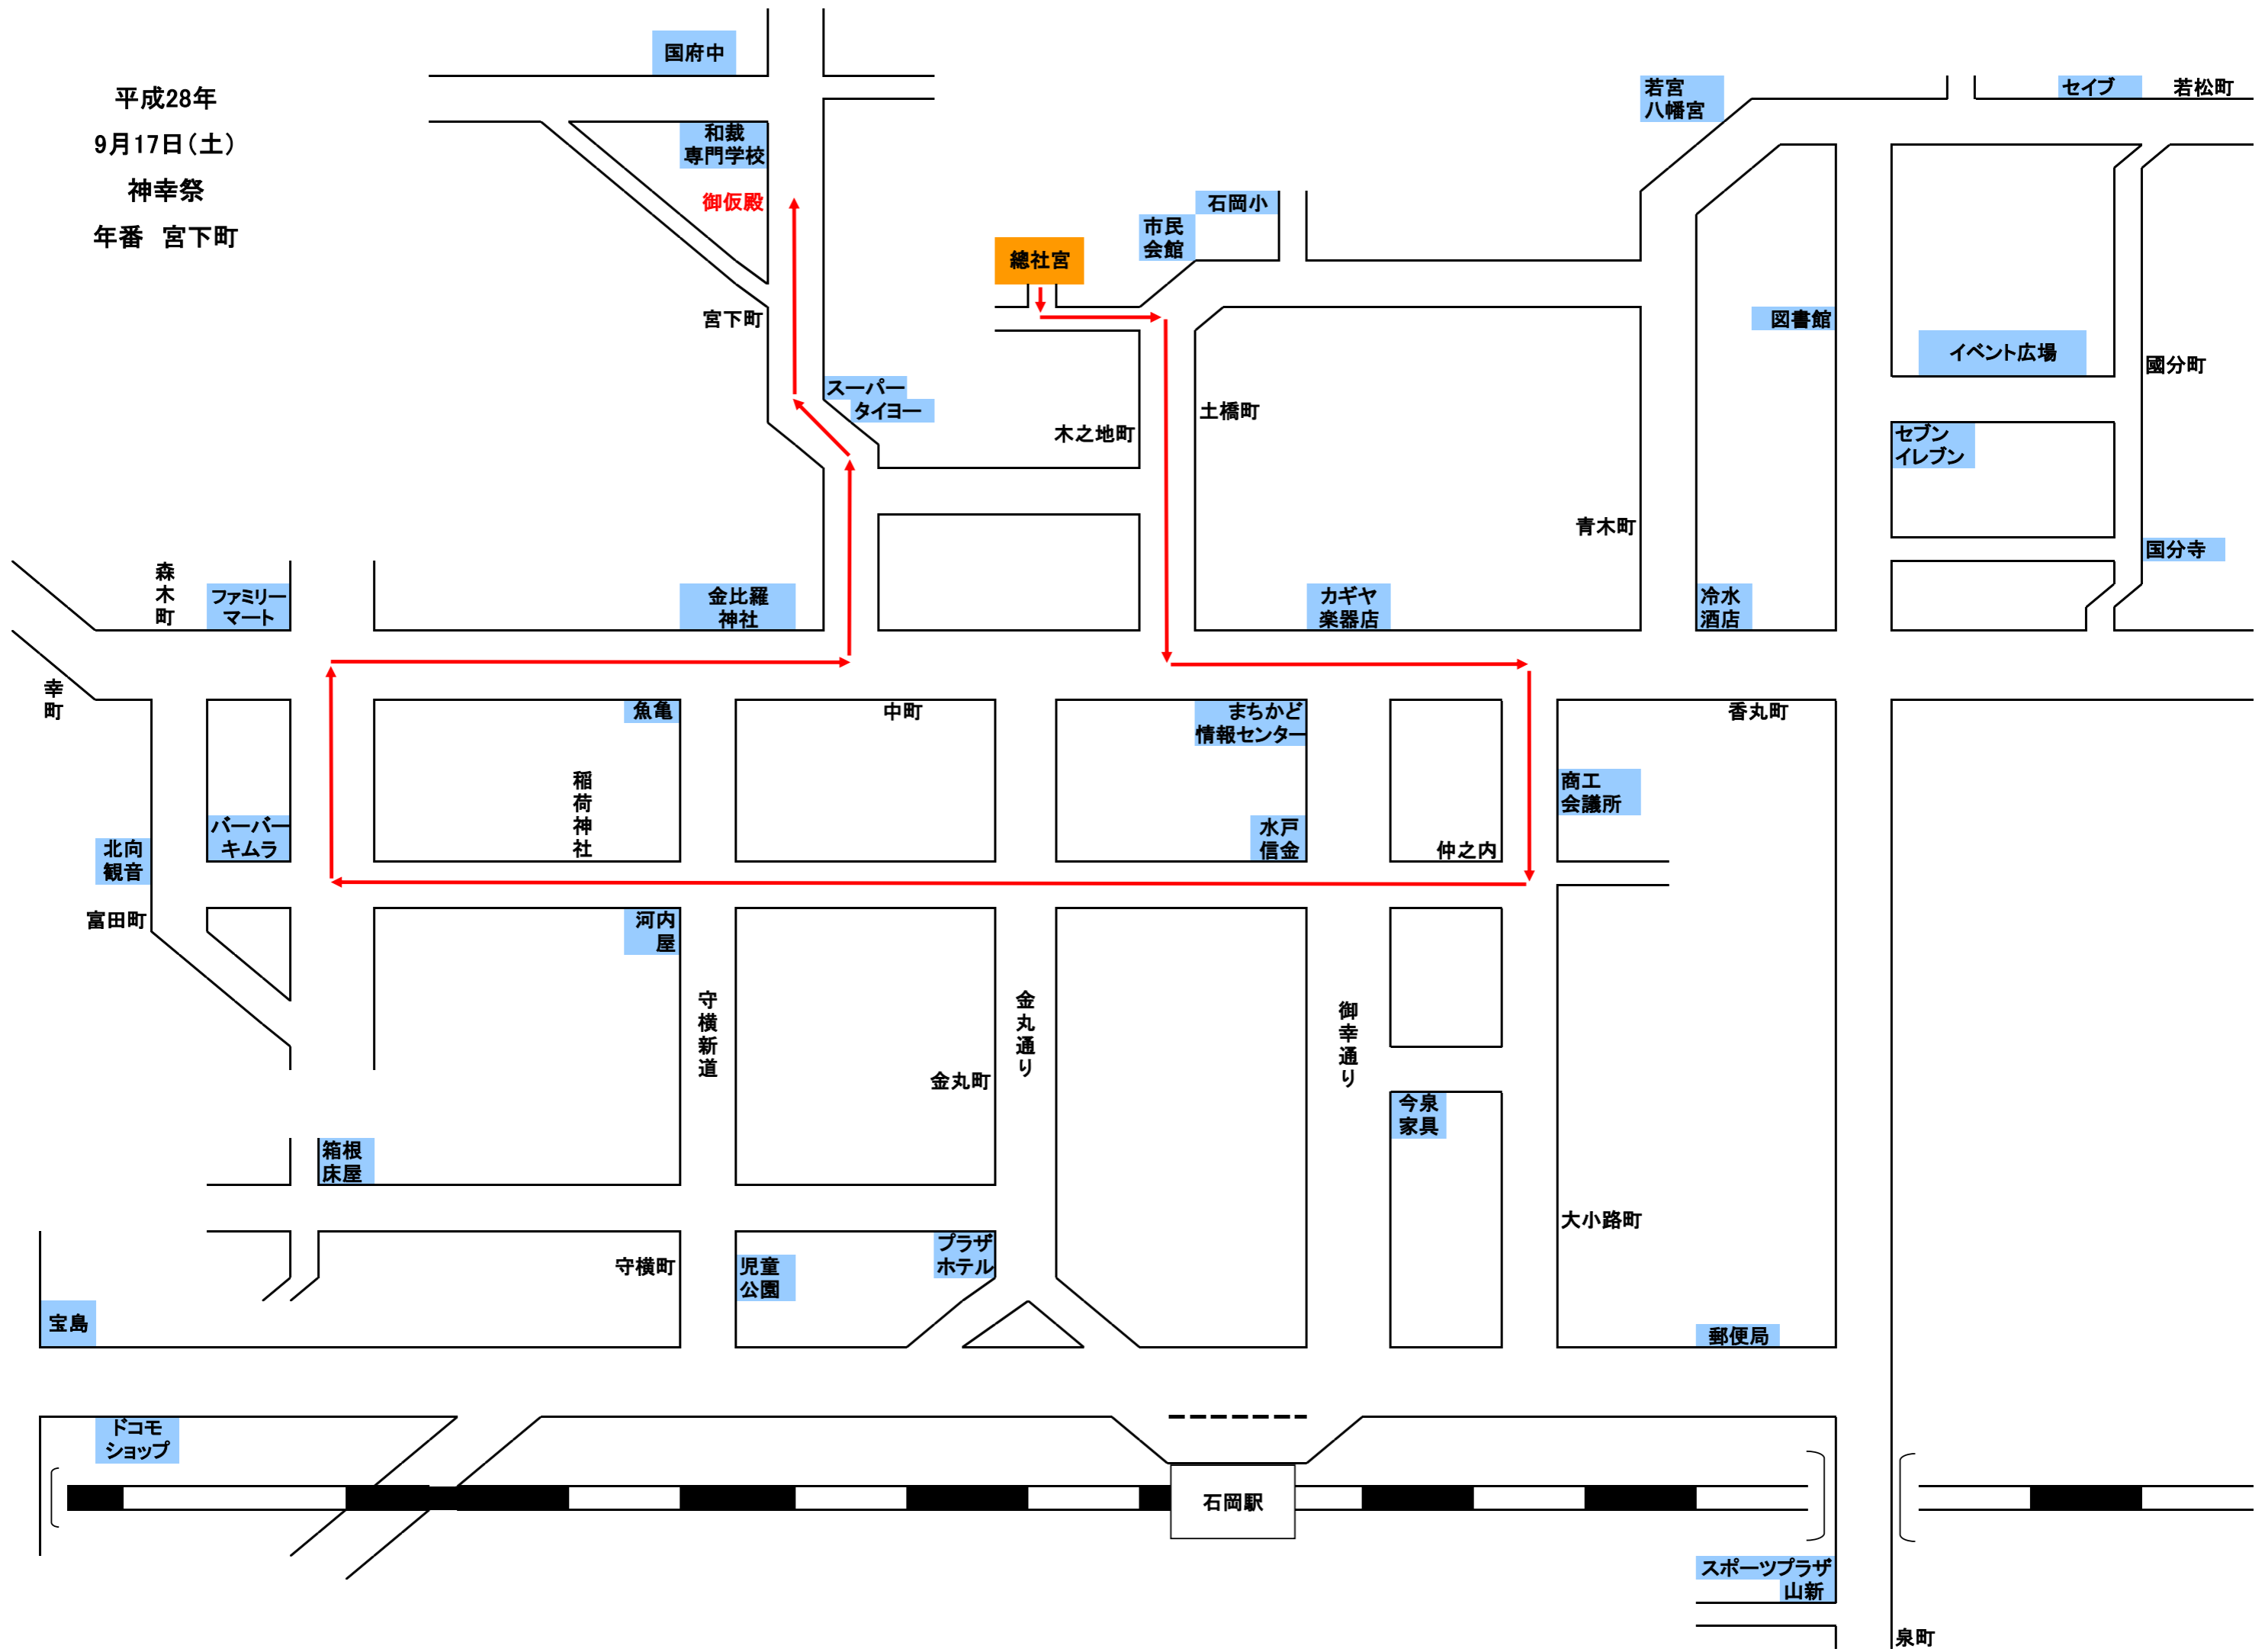 平成28年
9月17日(土)
神幸祭
年番　宮下町
国府中
和裁
専門学校
御仮殿
宮下町
總社宮
市民
会館
石岡小
若宮
八幡宮
セイブ
若松町
図書館
イベント広場
國分町
スーパー
タイヨー
木之地町
土橋町
青木町
セブン
イレブン
国分寺
森木町
ファミリー
マート
金比羅
神社
カギヤ
楽器店
冷水
酒店
幸町
魚亀
中町
まちかど
情報センター
香丸町
稲荷神社
商工
会議所
バーバー
キムラ
北向
観音
水戸
信金
仲之内
富田町
河内
屋
守横新道
金丸通り
御幸通り
金丸町
今泉
家具
箱根
床屋
大小路町
守横町
児童
公園
プラザ
ホテル
宝島
郵便局
ドコモ
ショップ
石岡駅
スポーツプラザ
山新
泉町